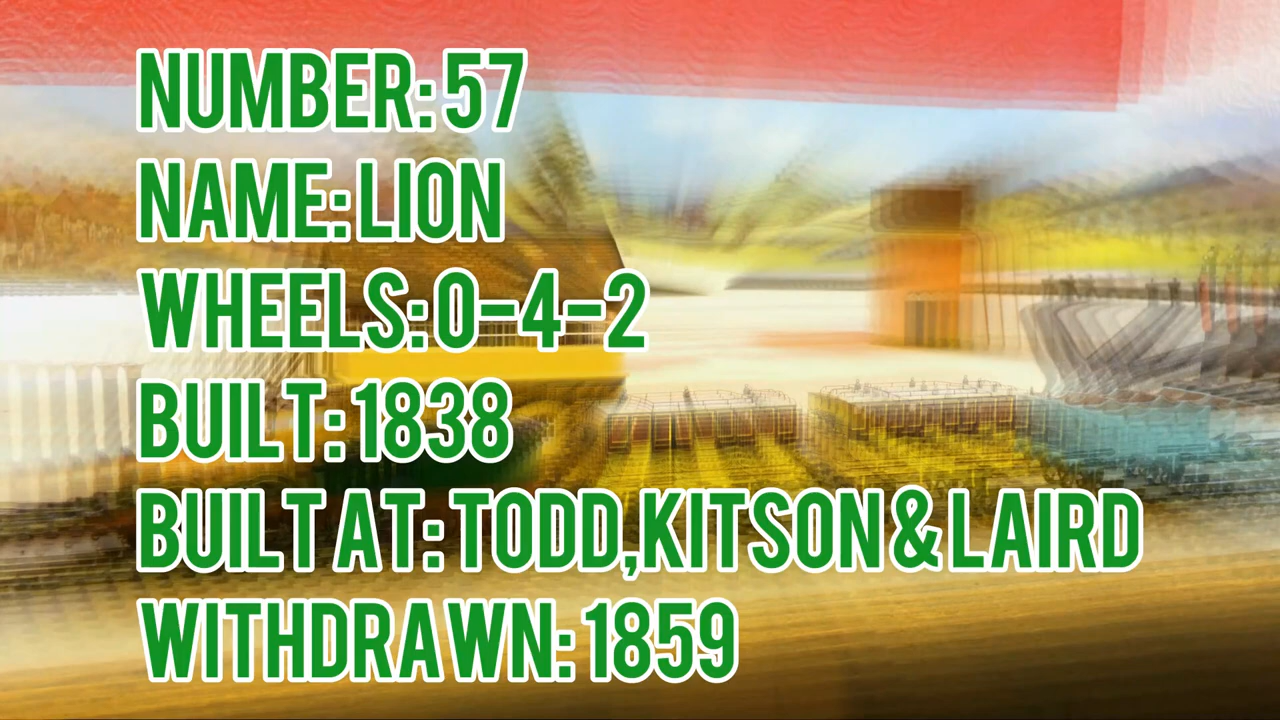 NUMBER: 57
NAME: LION
WHEELS: 0-4-2
BUILT: 1838
BUILT AT: TODD,KITSON & LAIRD
WITHDRAWN: 1859